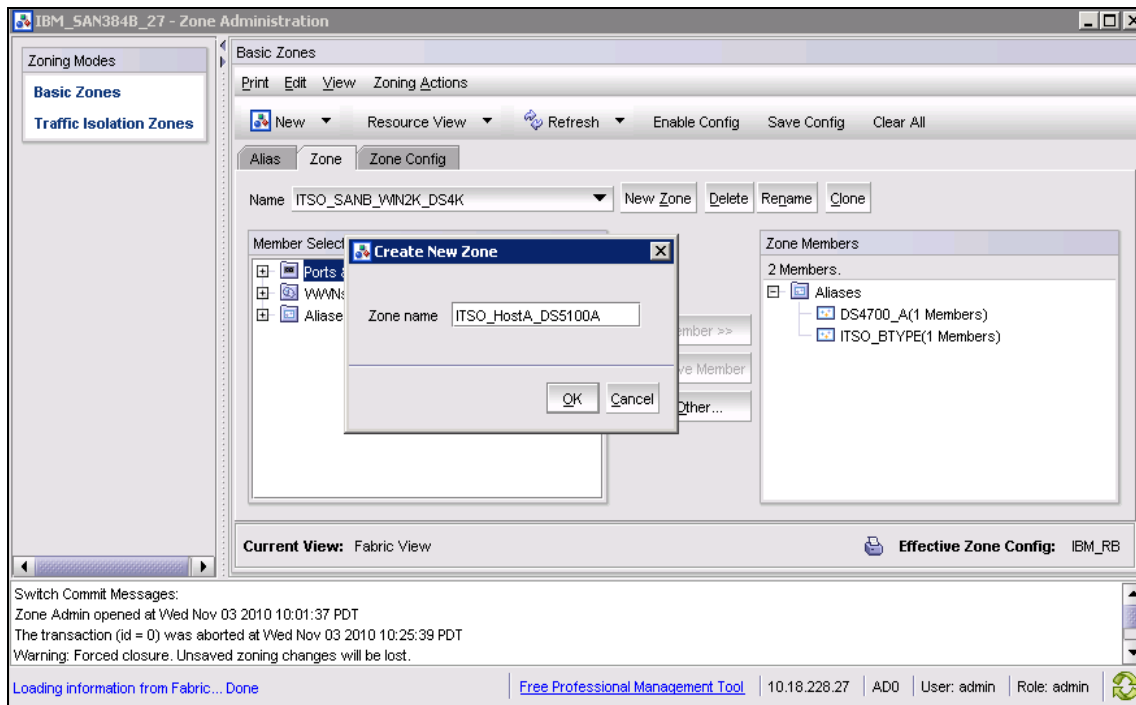 IBM_SAN384B_27 - Zone Administration
Zoning Modes
Basic Zones
Traffic Isolation Zones
Basic Zones
Print Edit View Zoning Actions
New Resource View Refresh Enable Config Save Config Clear All
Alias Zone Zone Config
Name ITSO_SANB_WIN2K_DS4K New Zone Delete Rename Clone
Member Select
Ports &
WWNs
Aliase
Create New Zone
Zone name ITSO_HostA_DS5100A
OK Cancel
ember >>
ve Member
Other...
Zone Members
2 Members.
Aliases
DS4700_A(1 Members)
ITSO_BTYPE(1 Members)
Current View: Fabric View Effective Zone Config: IBM_RB
Switch Commit Messages:
Zone Admin opened at Wed Nov 03 2010 10:01:37 PDT
The transaction (id = 0) was aborted at Wed Nov 03 2010 10:25:39 PDT
Warning: Forced closure. Unsaved zoning changes will be lost.
Loading information from Fabric... Done Free Professional Management Tool 10.18.228.27 AD0 User: admin Role: admin